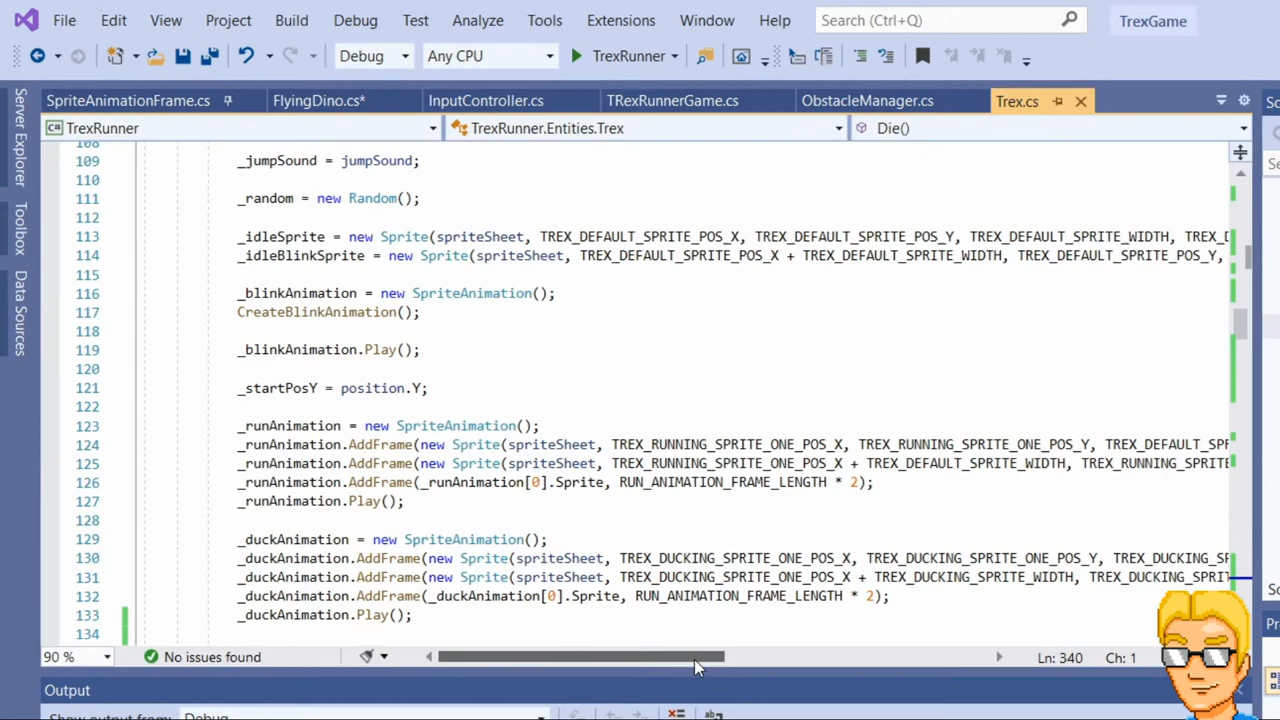 File Edit View Project Build Debug Test Analyze Tools Extensions Window Help Search (Ctrl+Q) TrexGame
Debug Any CPU TrexRunner
SpriteAnimationFrame.cs FlyingDino.cs* InputController.cs TRexRunnerGame.cs ObstacleManager.cs Trex.cs
TrexRunner TrexRunner.Entities.Trex Die()
Server Explorer
Toolbox
Data Sources
108
109 _jumpSound = jumpSound;
110
111 _random = new Random();
112
113 _idleSprite = new Sprite(spriteSheet, TREX_DEFAULT_SPRITE_POS_X, TREX_DEFAULT_SPRITE_POS_Y, TREX_DEFAULT_SPRITE_WIDTH, TREX_D
114 _idleBlinkSprite = new Sprite(spriteSheet, TREX_DEFAULT_SPRITE_POS_X + TREX_DEFAULT_SPRITE_WIDTH, TREX_DEFAULT_SPRITE_POS_Y,
115
116 _blinkAnimation = new SpriteAnimation();
117 CreateBlinkAnimation();
118
119 _blinkAnimation.Play();
120
121 _startPosY = position.Y;
122
123 _runAnimation = new SpriteAnimation();
124 _runAnimation.AddFrame(new Sprite(spriteSheet, TREX_RUNNING_SPRITE_ONE_POS_X, TREX_RUNNING_SPRITE_ONE_POS_Y, TREX_DEFAULT_SPR
125 _runAnimation.AddFrame(new Sprite(spriteSheet, TREX_RUNNING_SPRITE_ONE_POS_X + TREX_DEFAULT_SPRITE_WIDTH, TREX_RUNNING_SPRITE
126 _runAnimation.AddFrame(_runAnimation[0].Sprite, RUN_ANIMATION_FRAME_LENGTH * 2);
127 _runAnimation.Play();
128
129 _duckAnimation = new SpriteAnimation();
130 _duckAnimation.AddFrame(new Sprite(spriteSheet, TREX_DUCKING_SPRITE_ONE_POS_X, TREX_DUCKING_SPRITE_ONE_POS_Y, TREX_DUCKING_SP
131 _duckAnimation.AddFrame(new Sprite(spriteSheet, TREX_DUCKING_SPRITE_ONE_POS_X + TREX_DUCKING_SPRITE_WIDTH, TREX_DUCKING_SPRIT
132 _duckAnimation.AddFrame(_duckAnimation[0].Sprite, RUN_ANIMATION_FRAME_LENGTH * 2);
133 _duckAnimation.Play();
134
90 % No issues found Ln: 340 Ch: 1
Output
Show output from: Debug